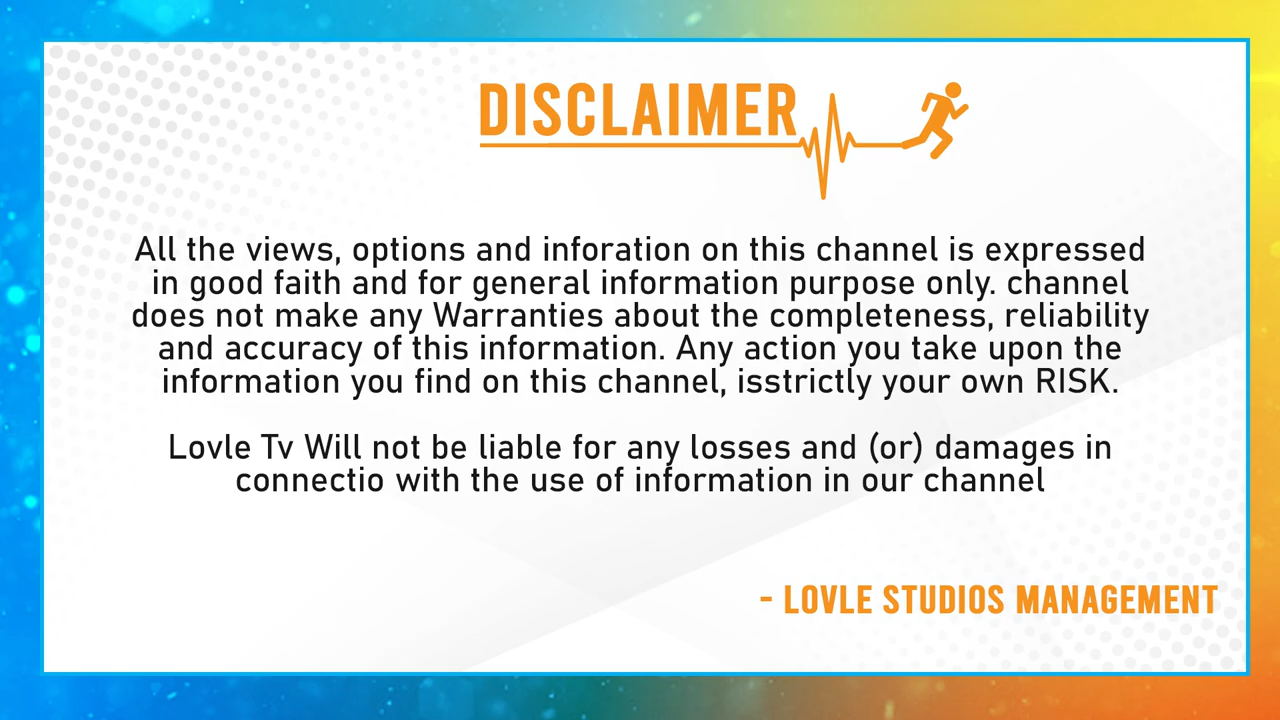 DISCLAIMER
All the views, options and inforation on this channel is expressed
in good faith and for general information purpose only. channel
does not make any Warranties about the completeness, reliability
and accuracy of this information. Any action you take upon the
information you find on this channel, isstrictly your own RISK.
Lovle Tv Will not be liable for any losses and (or) damages in
connectio with the use of information in our channel
- LOVLE STUDIOS MANAGEMENT